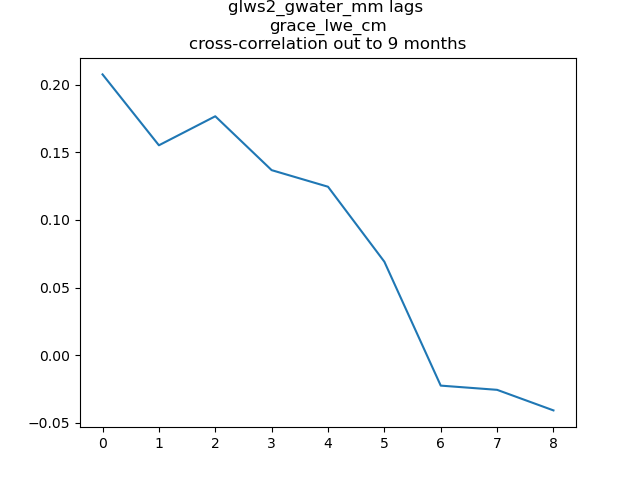 glws2_gwater_mm lags
grace_lwe_cm
cross-correlation out to 9 months
0.20
0.15
0.10
0.05
0.00
−0.05
0 1 2 3 4 5 6 7 8